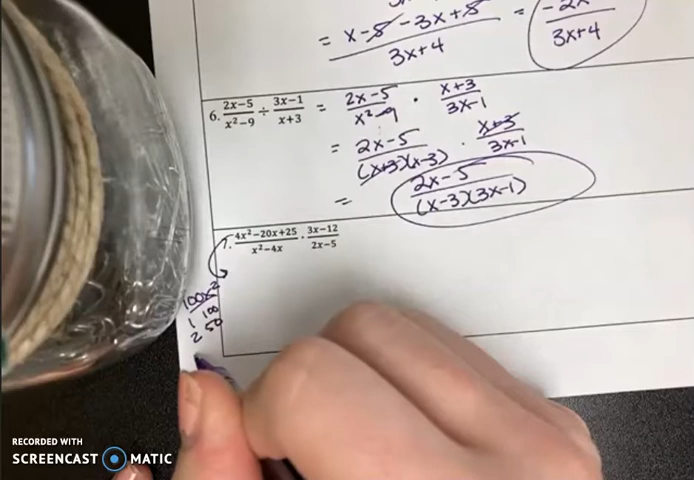 = x-5-3x+5 / 3x+4 = -2x / 3x+4
6. 2x-5 / x²-9 ÷ 3x-1 / x+3 = 2x-5 / x²-9 · x+3 / 3x-1
= 2x-5 / (x+3)(x-3) · x+3 / 3x-1
= 2x-5 / (x-3)(3x-1)
7. 4x²-20x+25 / x²-4x · 3x-12 / 2x-5
100x²
1 100
2 50
RECORDED WITH
SCREENCAST MATIC